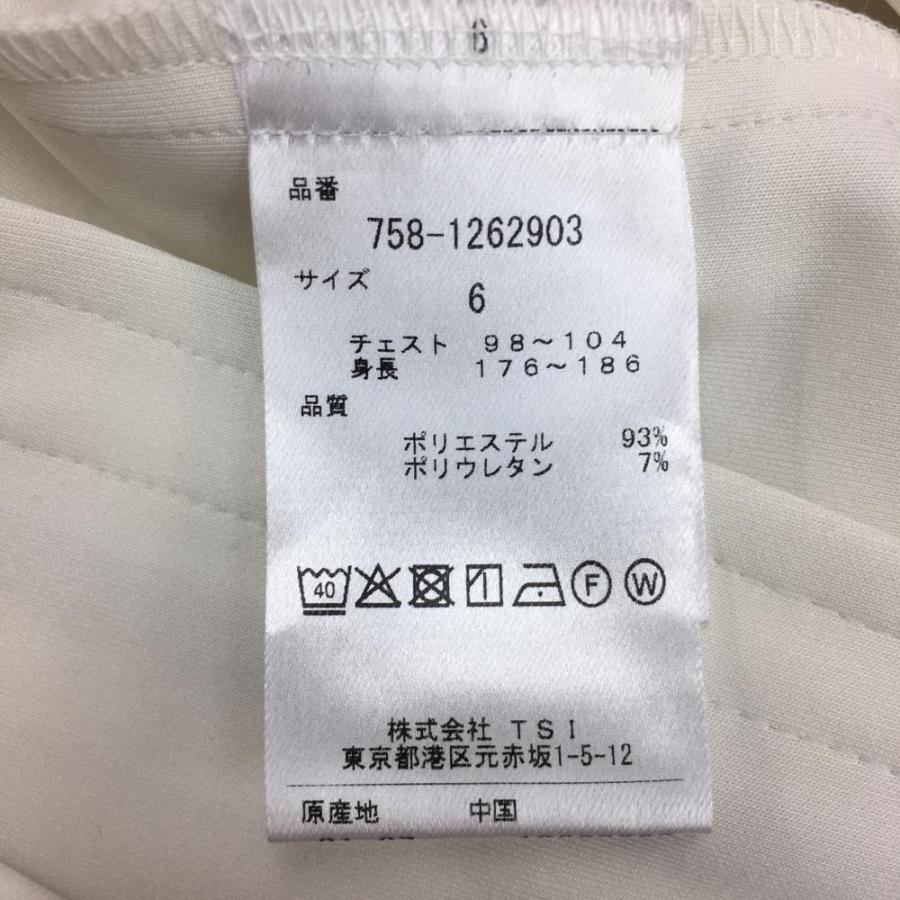 6
品番
758-1262903
サイズ
6
チェスト 98～104
身長 176～186
品質
ポリエステル 93%
ポリウレタン 7%
40 F W
株式会社 TSI
東京都港区元赤坂1-5-12
原産地 中国